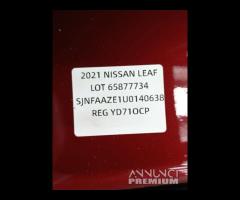 2021 NISSAN LEAF
LOT 65877734
SJNFAAZE1U0140638
REG YD71OCP
ANNUNCI
PREMIUM